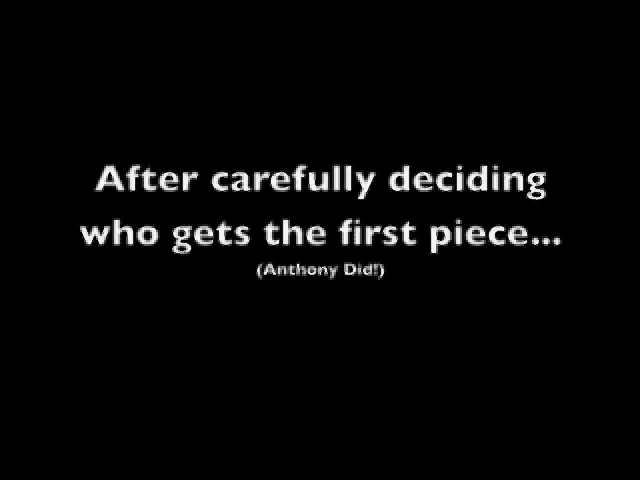 After carefully deciding
who gets the first piece...
(Anthony Did!)